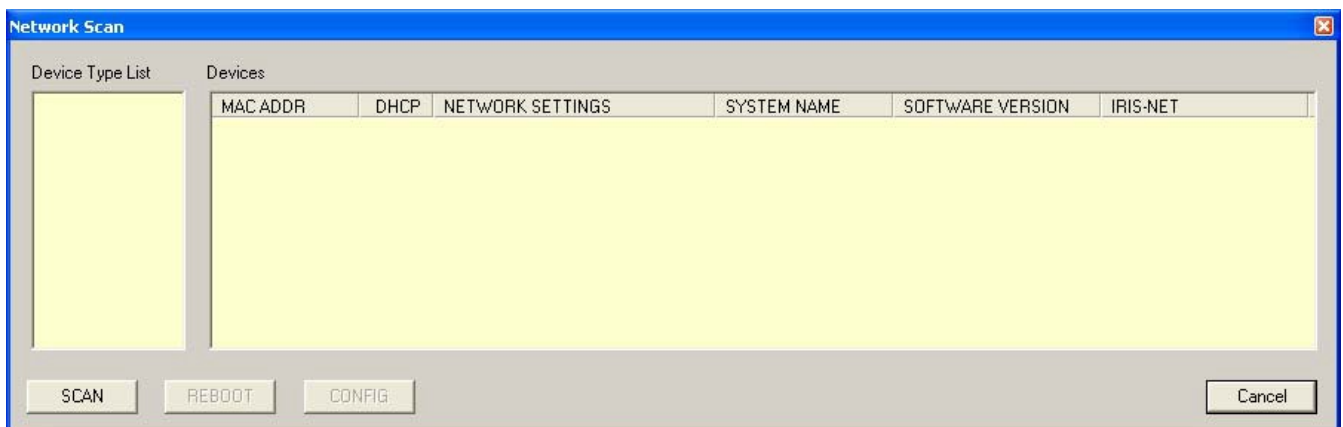 Network Scan
Device Type List Devices
MAC ADDR DHCP NETWORK SETTINGS SYSTEM NAME SOFTWARE VERSION IRIS-NET
SCAN REBOOT CONFIG Cancel